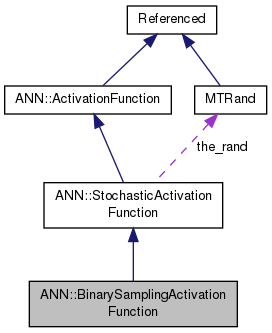 Referenced
ANN::ActivationFunction
MTRand
the_rand
ANN::StochasticActivation
Function
ANN::BinarySamplingActivation
Function